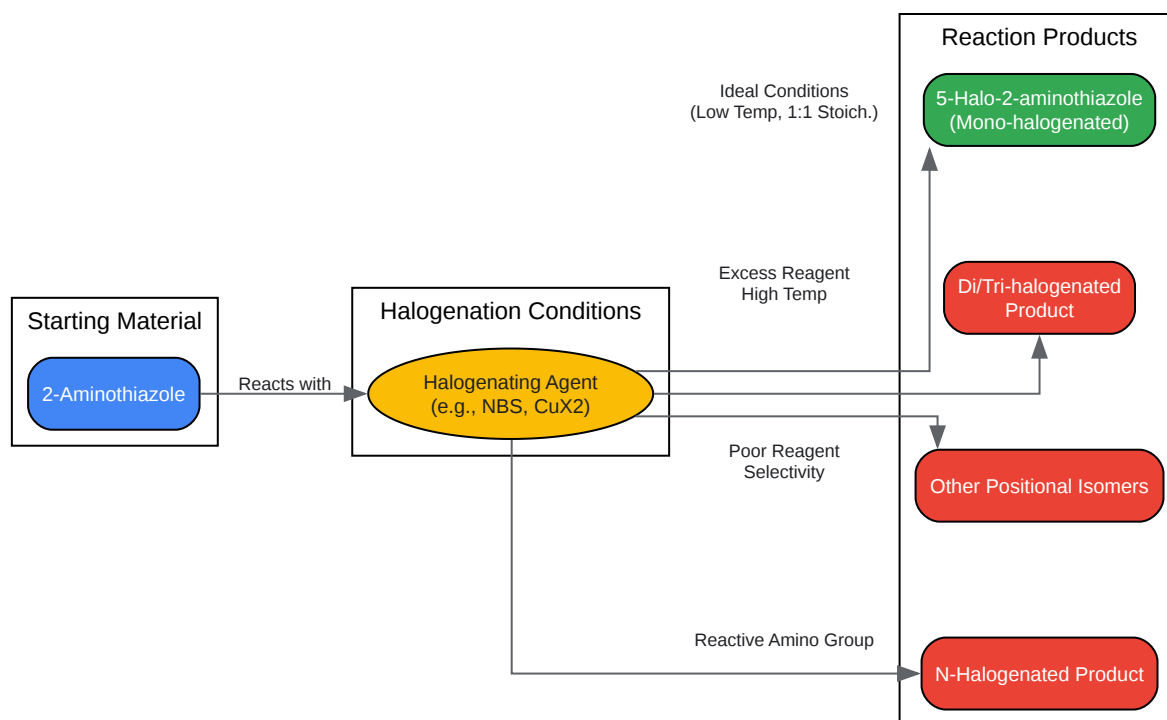 Reaction Products
Ideal Conditions
(Low Temp, 1:1 Stoich.)
5-Halo-2-aminothiazole
(Mono-halogenated)
Excess Reagent
High Temp
Di/Tri-halogenated
Product
Starting Material
2-Aminothiazole
Reacts with
Halogenation Conditions
Halogenating Agent
(e.g., NBS, CuX2)
Poor Reagent
Selectivity
Other Positional Isomers
Reactive Amino Group
N-Halogenated Product